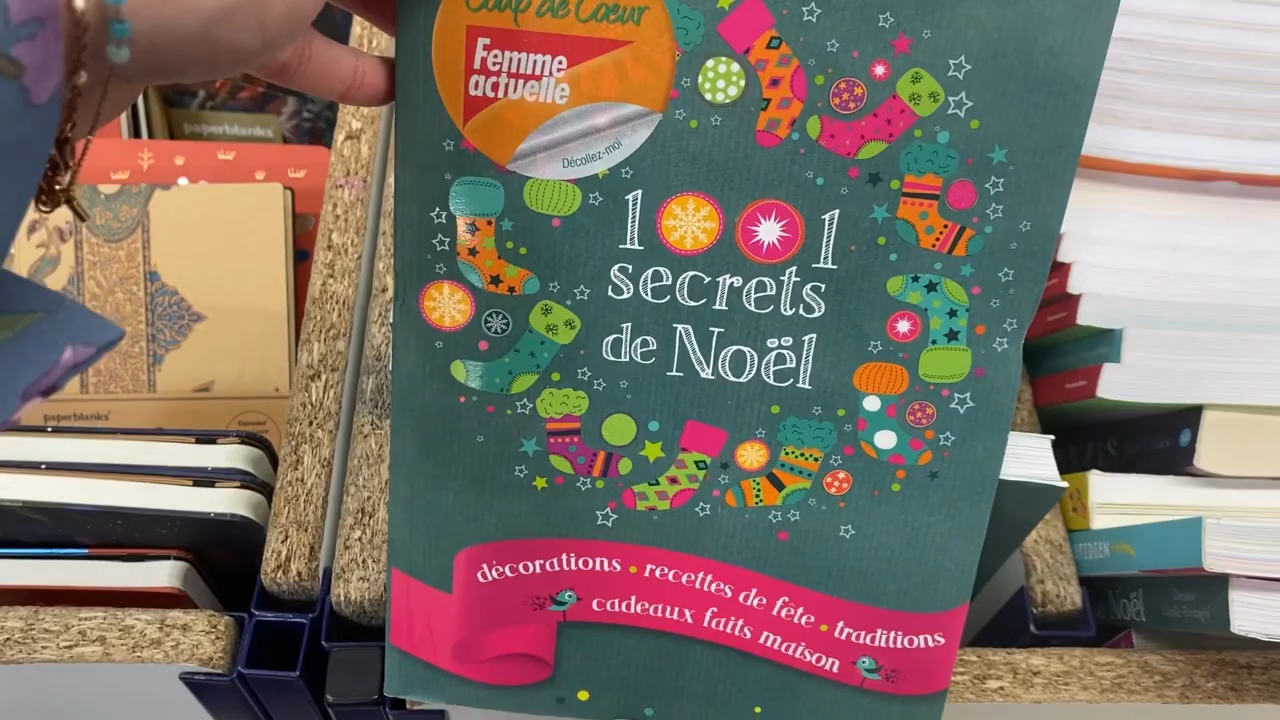 Coup de Coeur
Femme
actuelle
Décollez-moi
1001
secrets
de Noël
décorations • recettes de fête • traditions
cadeaux faits maison
paperblanks
paperblanks
Noël